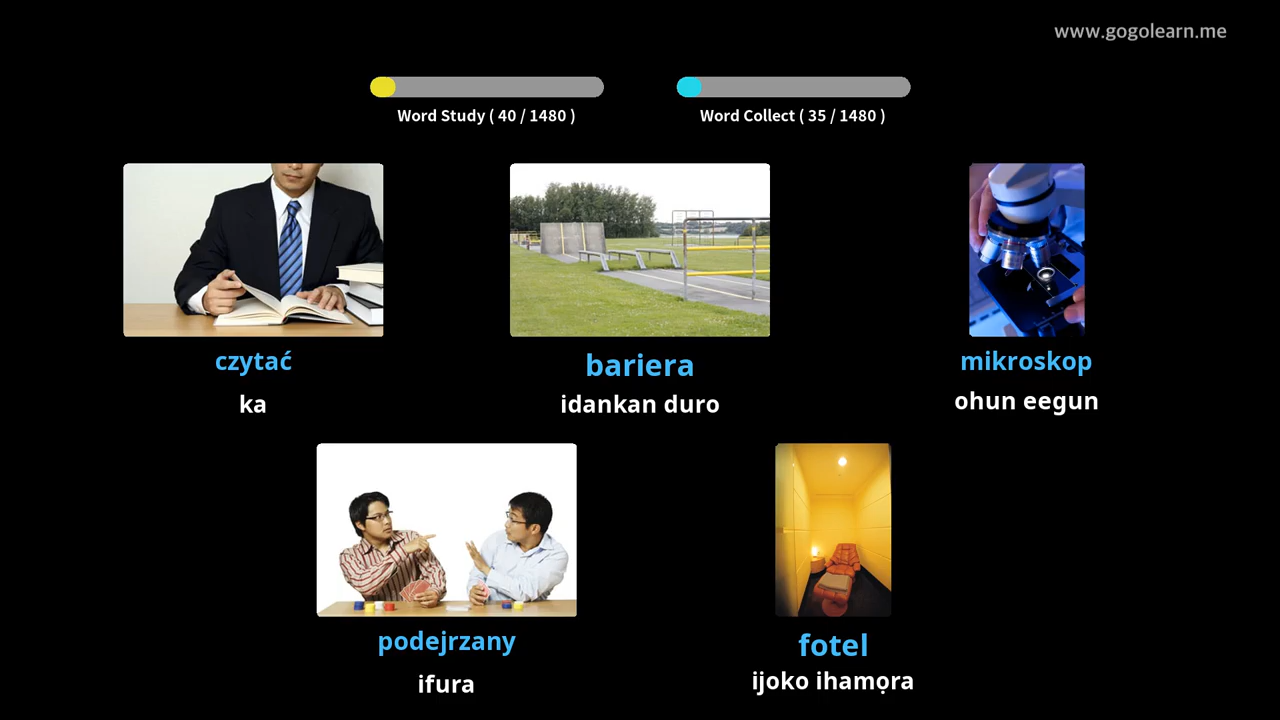 www.gogolearn.me
Word Study ( 40 / 1480 )
Word Collect ( 35 / 1480 )
czytać
bariera
mikroskop
ka
idankan duro
ohun eegun
podejrzany
fotel
ifura
ijoko ihamọra